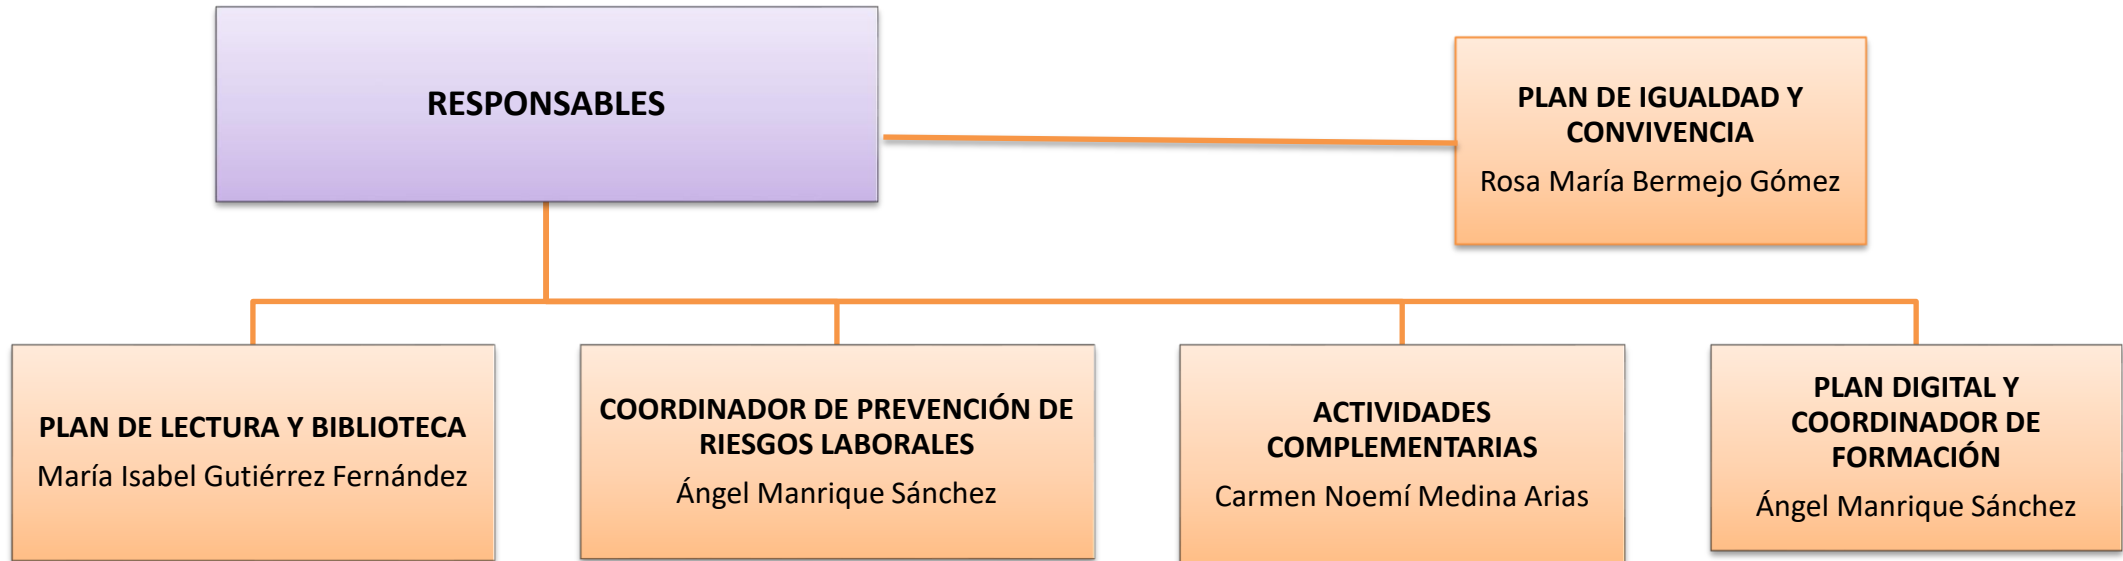 RESPONSABLES
PLAN DE IGUALDAD Y
CONVIVENCIA
Rosa María Bermejo Gómez
PLAN DE LECTURA Y BIBLIOTECA
María Isabel Gutiérrez Fernández
COORDINADOR DE PREVENCIÓN DE
RIESGOS LABORALES
Ángel Manrique Sánchez
ACTIVIDADES
COMPLEMENTARIAS
Carmen Noemí Medina Arias
PLAN DIGITAL Y
COORDINADOR DE
FORMACIÓN
Ángel Manrique Sánchez